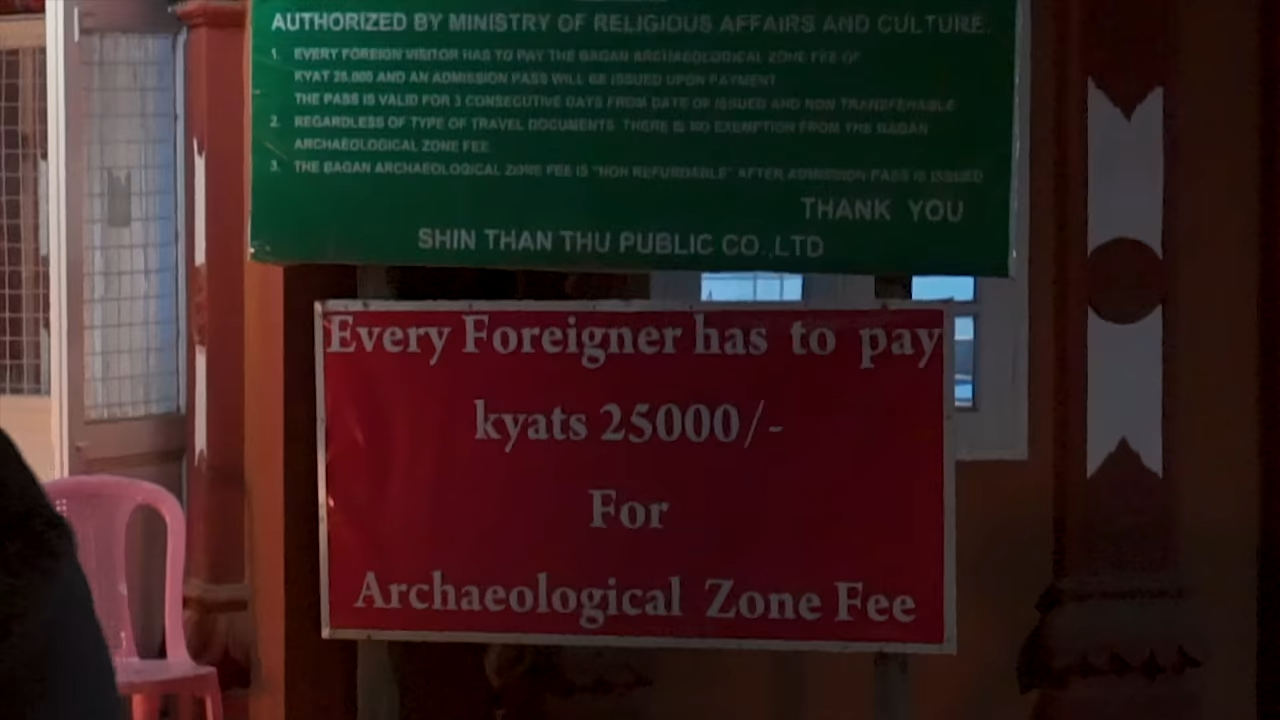 AUTHORIZED BY MINISTRY OF RELIGIOUS AFFAIRS AND CULTURE.
1. EVERY FOREIGN VISITOR HAS TO PAY THE BAGAN ARCHAEOLOGICAL ZONE FEE OF
KYAT 25,000 AND AN ADMISSION PASS WILL BE ISSUED UPON PAYMENT
THE PASS IS VALID FOR 3 CONSECUTIVE DAYS FROM DATE OF ISSUED AND NON TRANSFERABLE
2. REGARDLESS OF TYPE OF TRAVEL DOCUMENTS THERE IS NO EXEMPTION FROM THE BAGAN
ARCHAEOLOGICAL ZONE FEE
3. THE BAGAN ARCHAEOLOGICAL ZONE FEE IS "NON REFUNDABLE" AFTER ADMISSION PASS IS ISSUED
THANK YOU
SHIN THAN THU PUBLIC CO.,LTD
Every Foreigner has to pay
kyats 25000/-
For
Archaeological Zone Fee